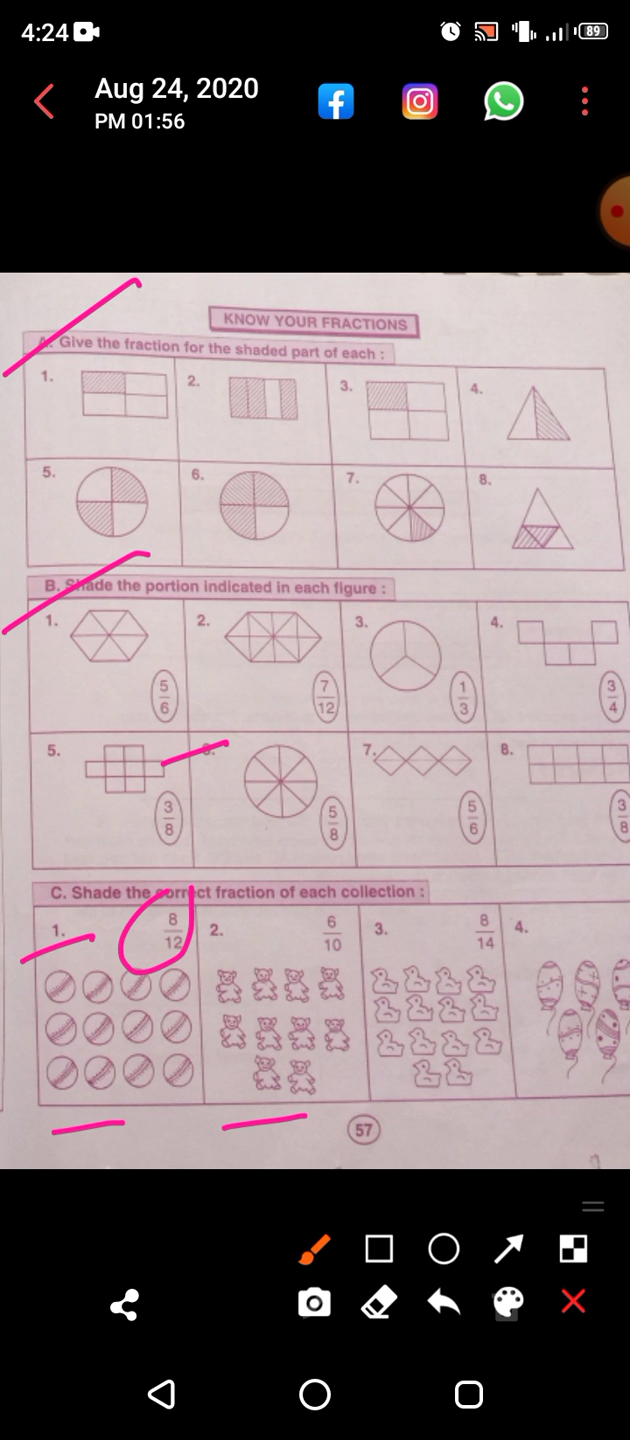 4:24
89
Aug 24, 2020
PM 01:56
KNOW YOUR FRACTIONS
A. Give the fraction for the shaded part of each :
1. 2. 3. 4.
5. 6. 7. 8.
B. Shade the portion indicated in each figure :
1. 2. 3. 4.
5/6 7/12 1/3 3/4
5. 6. 7. 8.
3/8 5/8 5/6 3/8
C. Shade the correct fraction of each collection :
1. 8/12 2. 6/10 3. 8/14 4.
57